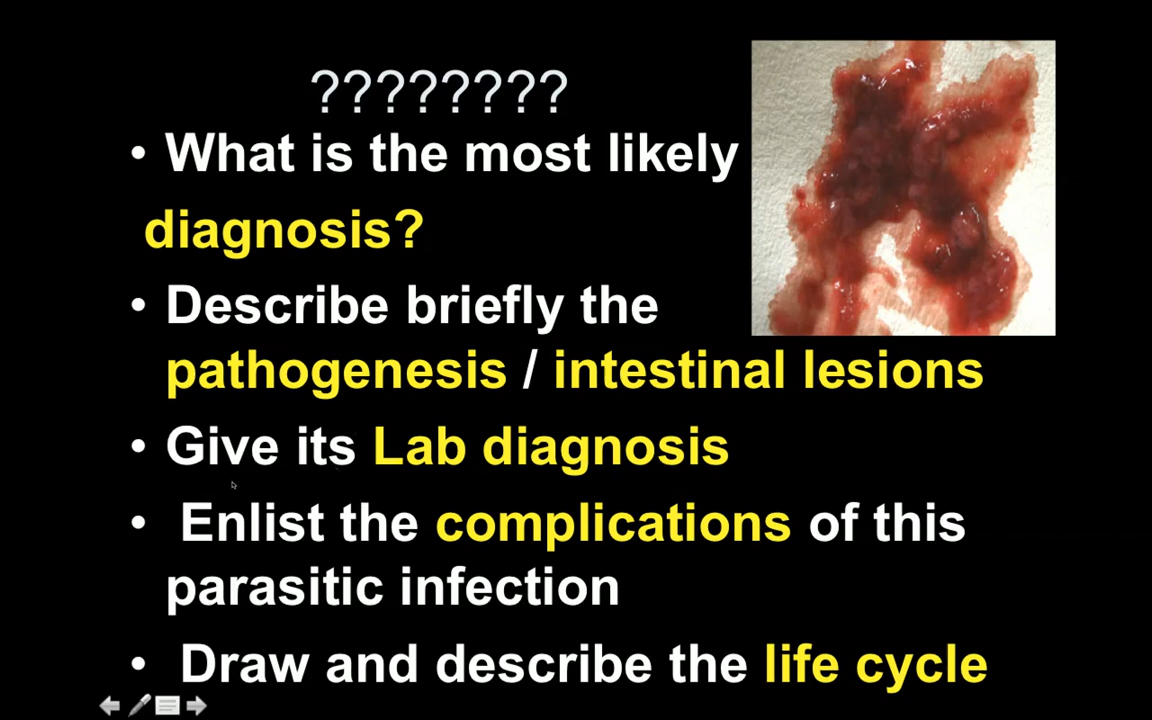 ????????
• What is the most likely
diagnosis?
• Describe briefly the
pathogenesis / intestinal lesions
• Give its Lab diagnosis
• Enlist the complications of this
parasitic infection
• Draw and describe the life cycle